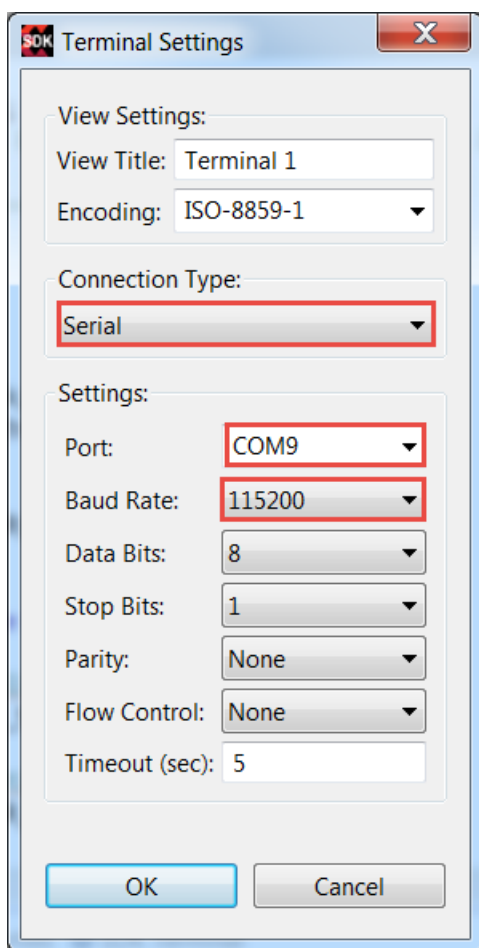 SDK Terminal Settings X
View Settings:
View Title: Terminal 1
Encoding: ISO-8859-1
Connection Type:
Serial
Settings:
Port: COM9
Baud Rate: 115200
Data Bits: 8
Stop Bits: 1
Parity: None
Flow Control: None
Timeout (sec): 5
OK Cancel